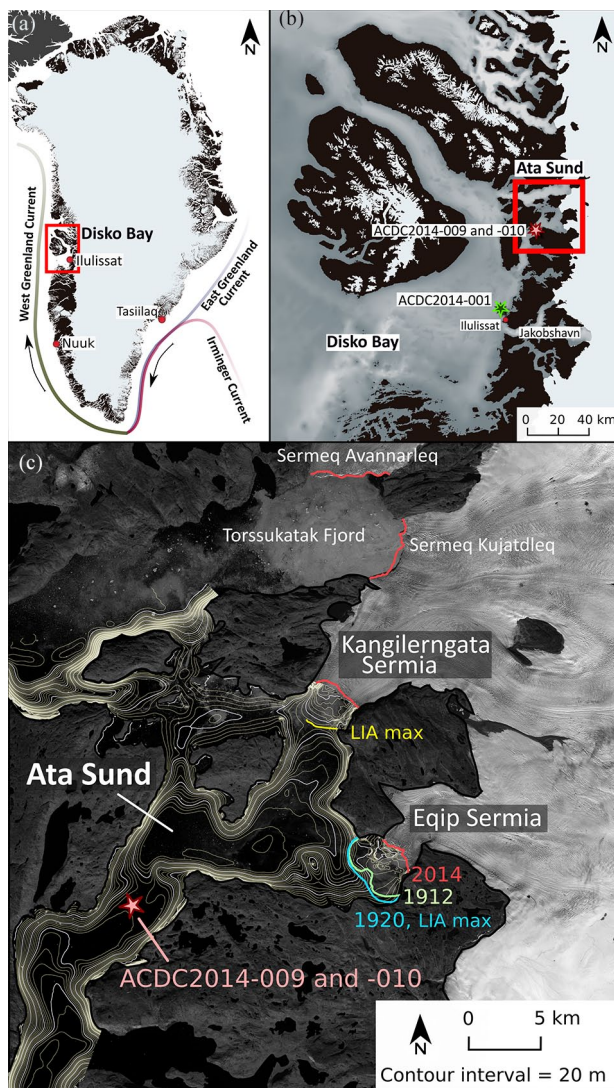 (a)
N
West Greenland Current
Disko Bay
Ilulissat
Tasiilaq
Nuuk
East Greenland
Current
Irminger Current
(b)
N
Ata Sund
ACDC2014-009 and -010
ACDC2014-001
Ilulissat
Jakobshavn
Disko Bay
0 20 40 km
(c)
Sermeq Avannarleq
Torssukatak Fjord
Sermeq Kujatdleq
Kangilerngata
Sermia
LIA max
Ata Sund
Eqip Sermia
2014
1912
1920, LIA max
ACDC2014-009 and -010
N
0 5 km
Contour interval = 20 m